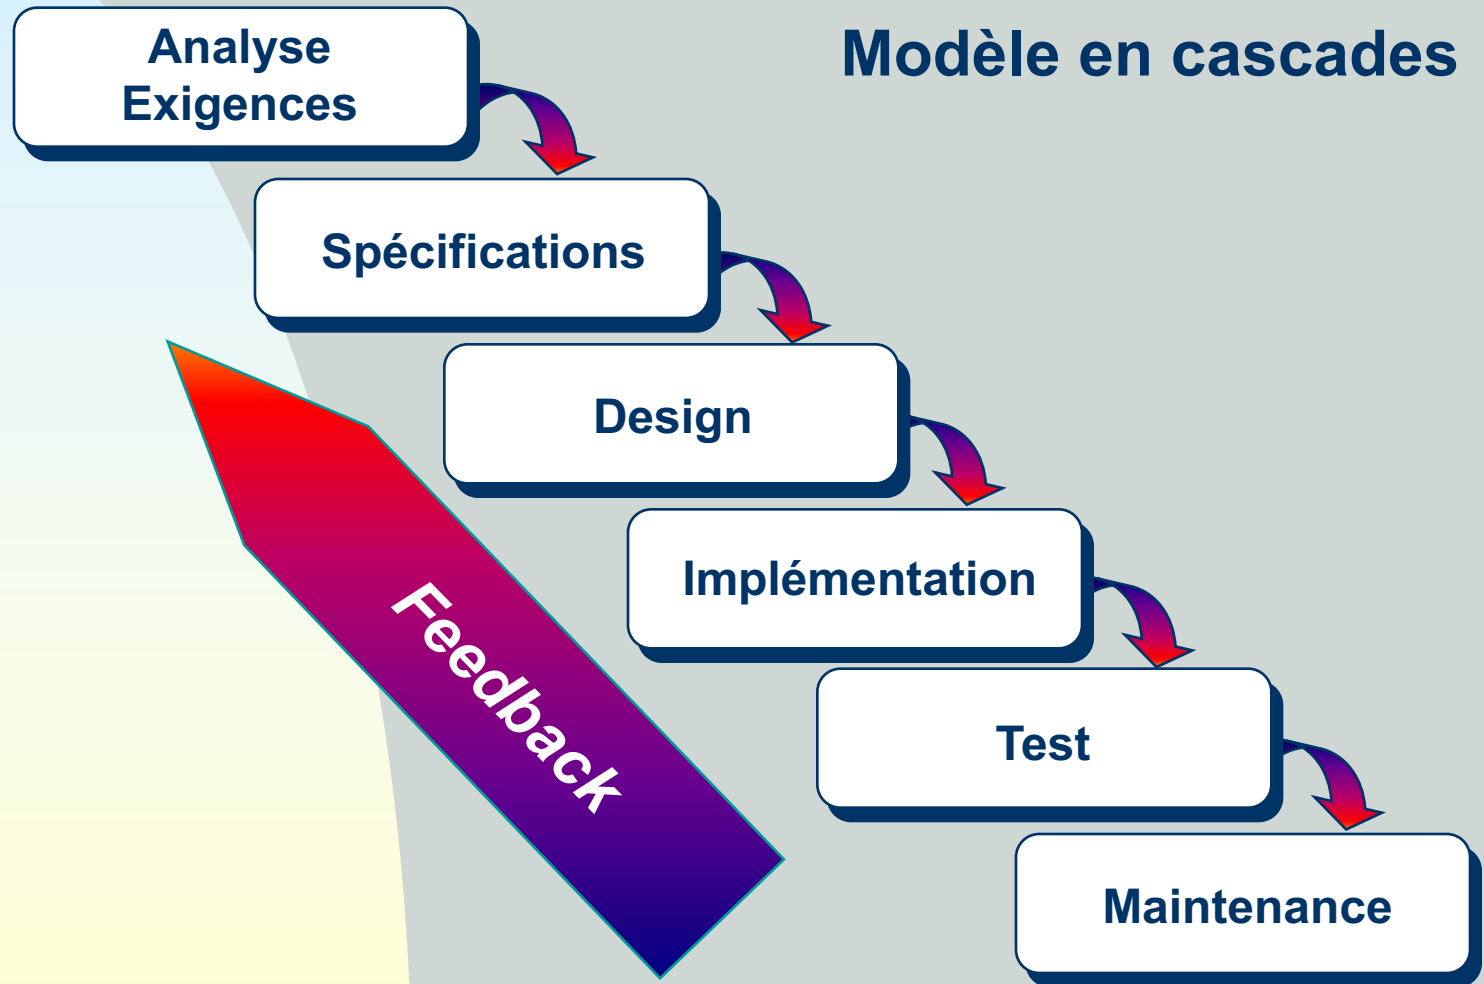 Modèle en cascades
Analyse
Exigences
Spécifications
Design
Implémentation
Test
Maintenance
Feedback